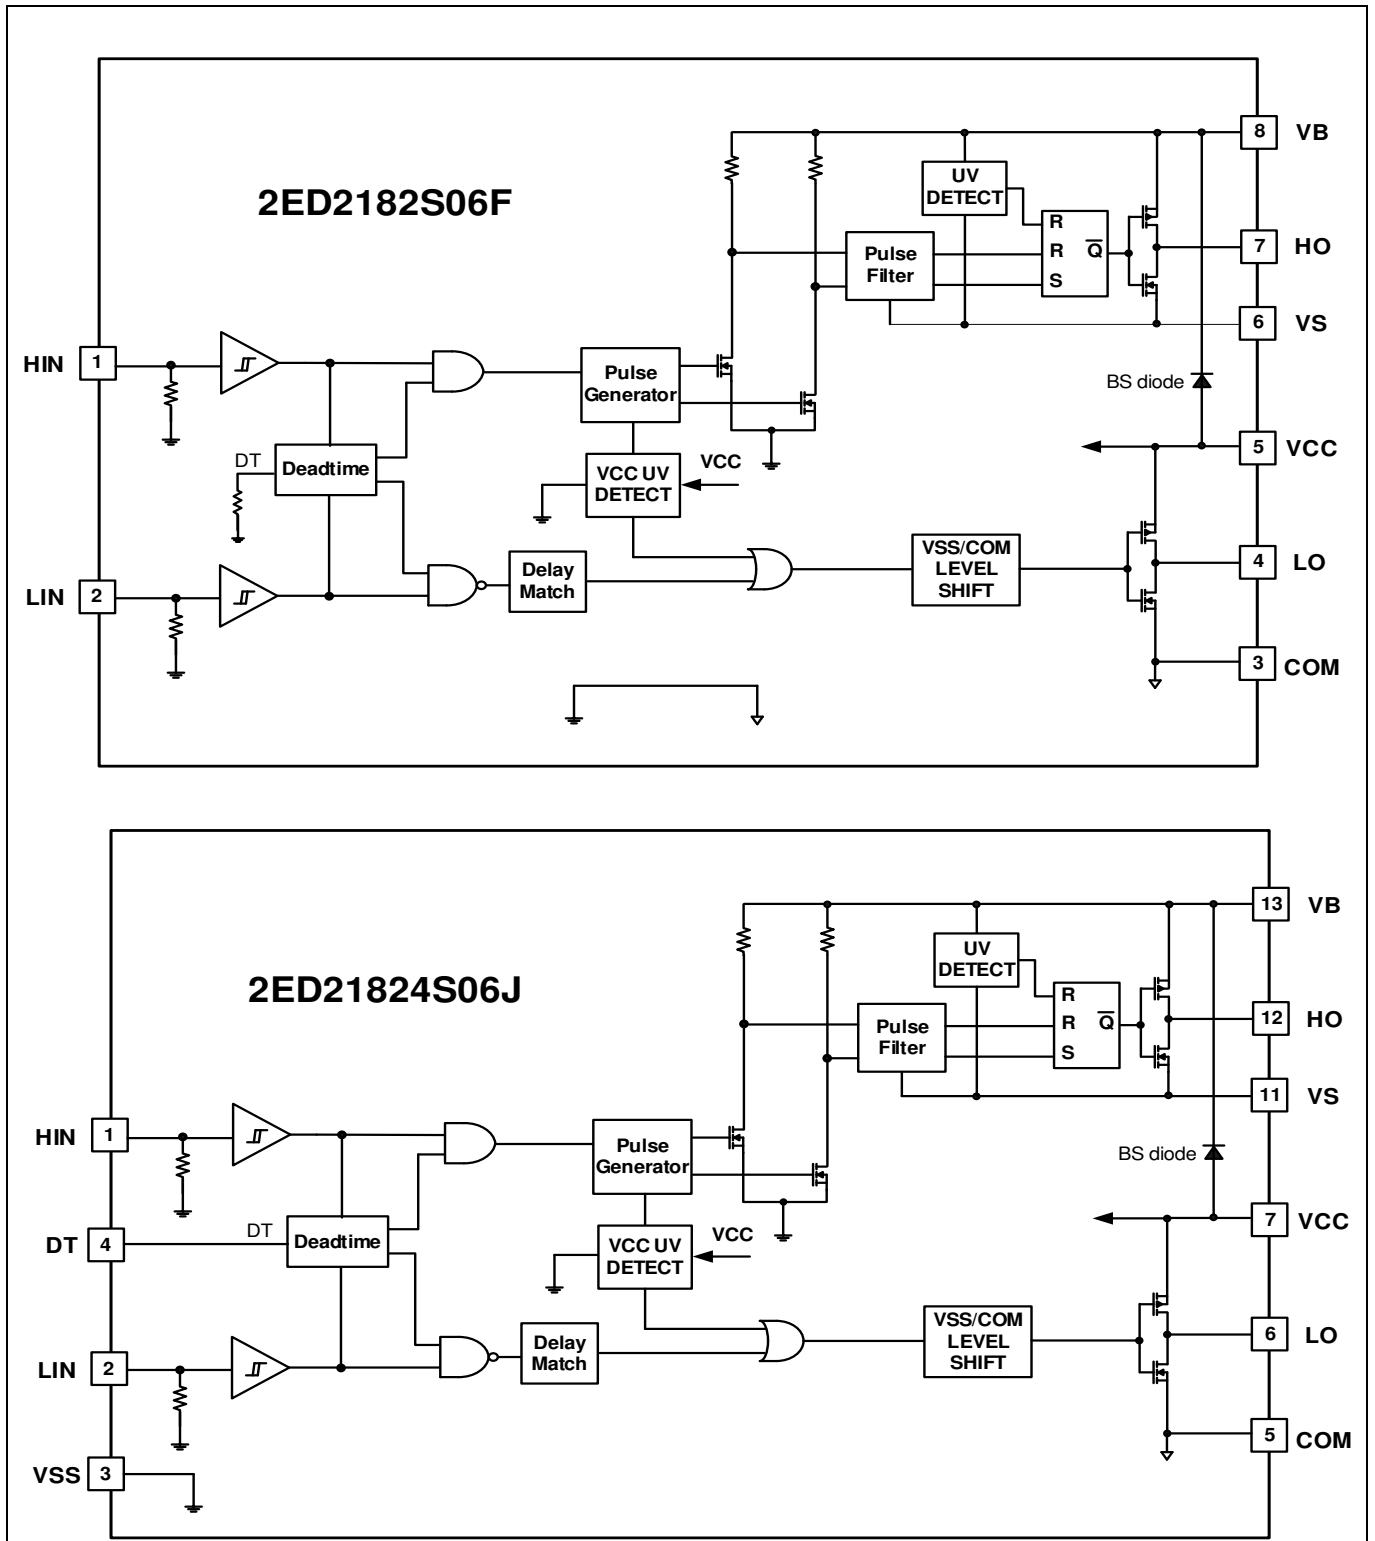 2ED2182S06F
8 VB
UV
DETECT
R
R
S
Q̅
7 HO
Pulse
Filter
6 VS
HIN 1
Pulse
Generator
BS diode
DT
Deadtime
VCC UV
DETECT
VCC
5 VCC
LIN 2
Delay
Match
VSS/COM
LEVEL
SHIFT
4 LO
3 COM
2ED21824S06J
13 VB
UV
DETECT
R
R
S
Q̅
12 HO
Pulse
Filter
11 VS
HIN 1
Pulse
Generator
BS diode
DT 4
DT
Deadtime
VCC UV
DETECT
VCC
7 VCC
LIN 2
Delay
Match
VSS/COM
LEVEL
SHIFT
6 LO
5 COM
VSS 3